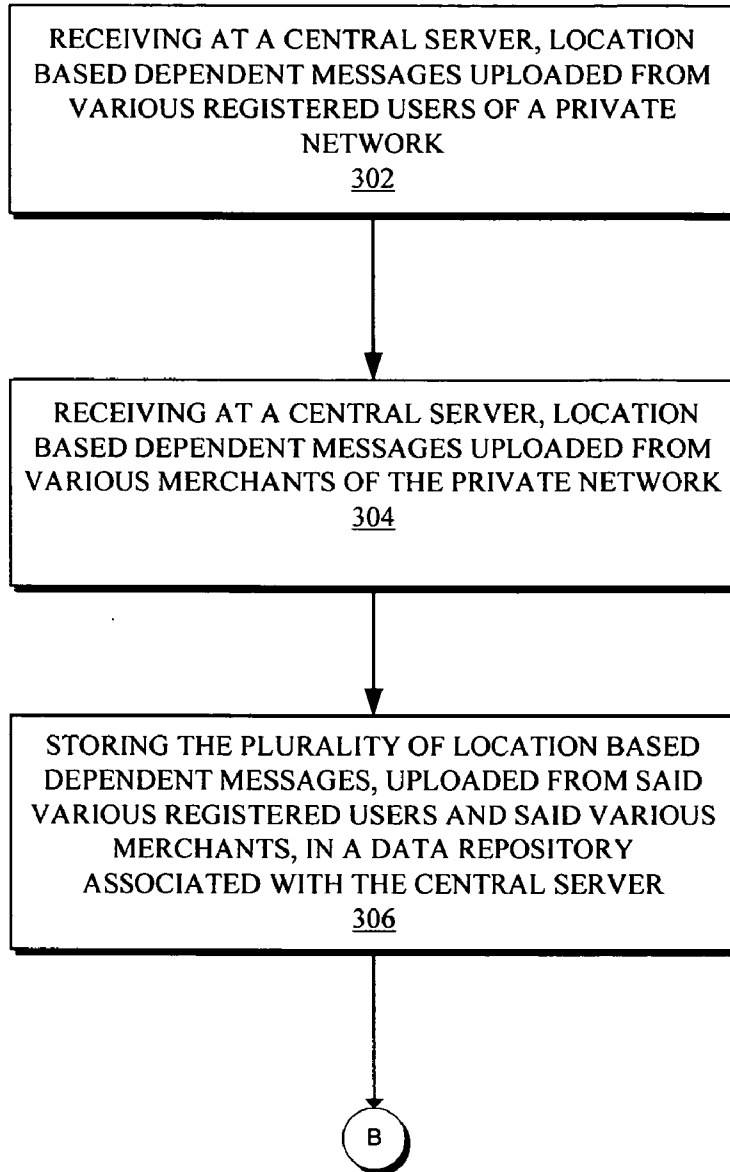 RECEIVING AT A CENTRAL SERVER, LOCATION
BASED DEPENDENT MESSAGES UPLOADED FROM
VARIOUS REGISTERED USERS OF A PRIVATE
NETWORK
302
RECEIVING AT A CENTRAL SERVER, LOCATION
BASED DEPENDENT MESSAGES UPLOADED FROM
VARIOUS MERCHANTS OF THE PRIVATE NETWORK
304
STORING THE PLURALITY OF LOCATION BASED
DEPENDENT MESSAGES, UPLOADED FROM SAID
VARIOUS REGISTERED USERS AND SAID VARIOUS
MERCHANTS, IN A DATA REPOSITORY
ASSOCIATED WITH THE CENTRAL SERVER
306
B